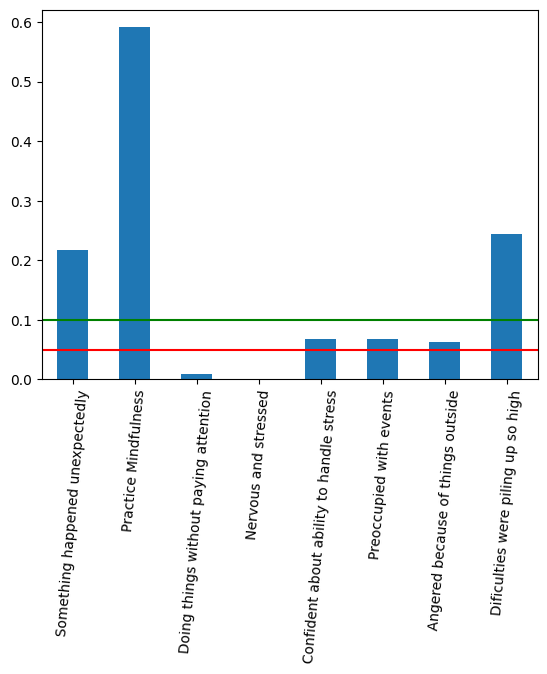 0.6
0.5
0.4
0.3
0.2
0.1
0.0
Something happened unexpectedly
Practice Mindfulness
Doing things without paying attention
Nervous and stressed
Confident about ability to handle stress
Preoccupied with events
Angered because of things outside
Dificulties were piling up so high